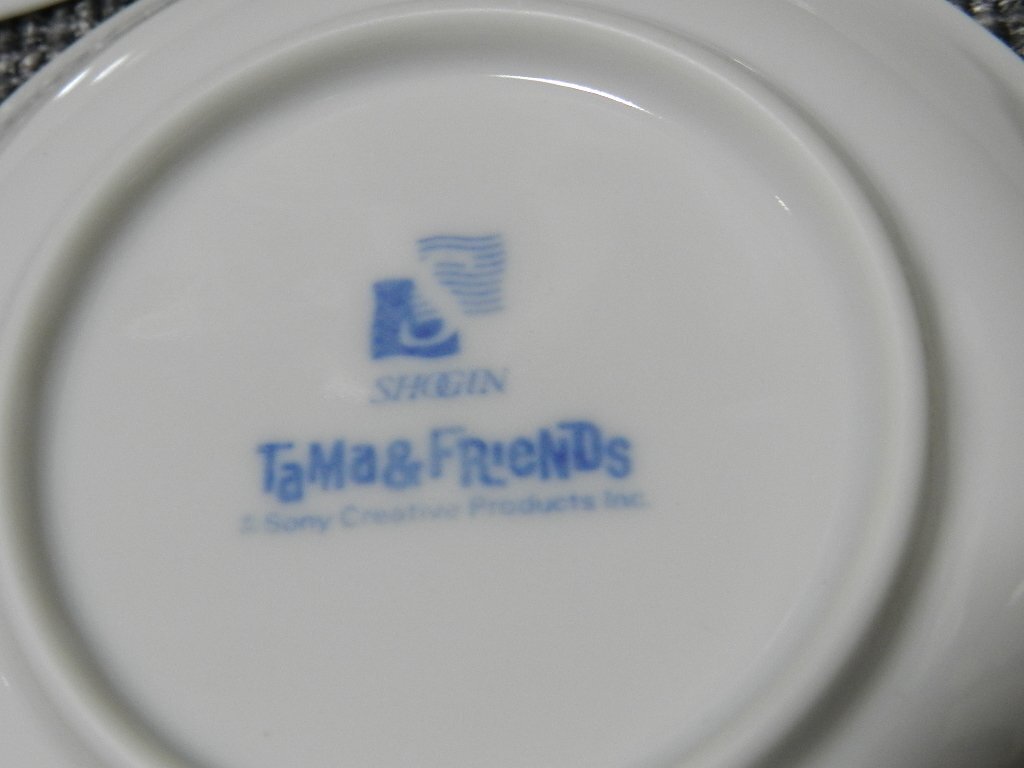 SHOGIN
TaMa&FRieNDs
©Sony Creative Products Inc.